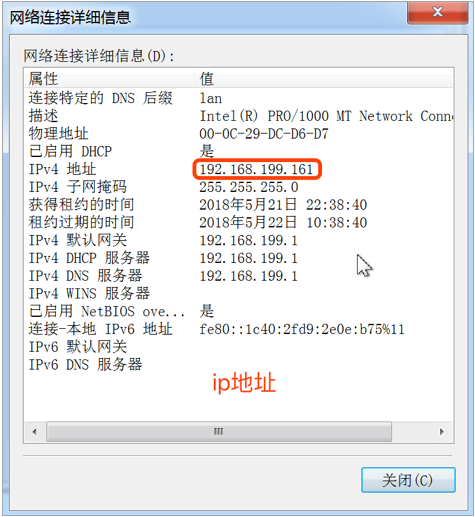 网络连接详细信息
网络连接详细信息(D):
属性 值
连接特定的 DNS 后缀 lan
描述 Intel(R) PRO/1000 MT Network Conne
物理地址 00-0C-29-DC-D6-D7
已启用 DHCP 是
IPv4 地址 192.168.199.161
IPv4 子网掩码 255.255.255.0
获得租约的时间 2018年5月21日 22:38:40
租约过期的时间 2018年5月22日 10:38:40
IPv4 默认网关 192.168.199.1
IPv4 DHCP 服务器 192.168.199.1
IPv4 DNS 服务器 192.168.199.1
IPv4 WINS 服务器
已启用 NetBIOS ove... 是
连接-本地 IPv6 地址 fe80::1c40:2fd9:2e0e:b75%11
IPv6 默认网关
IPv6 DNS 服务器
ip地址
关闭(C)